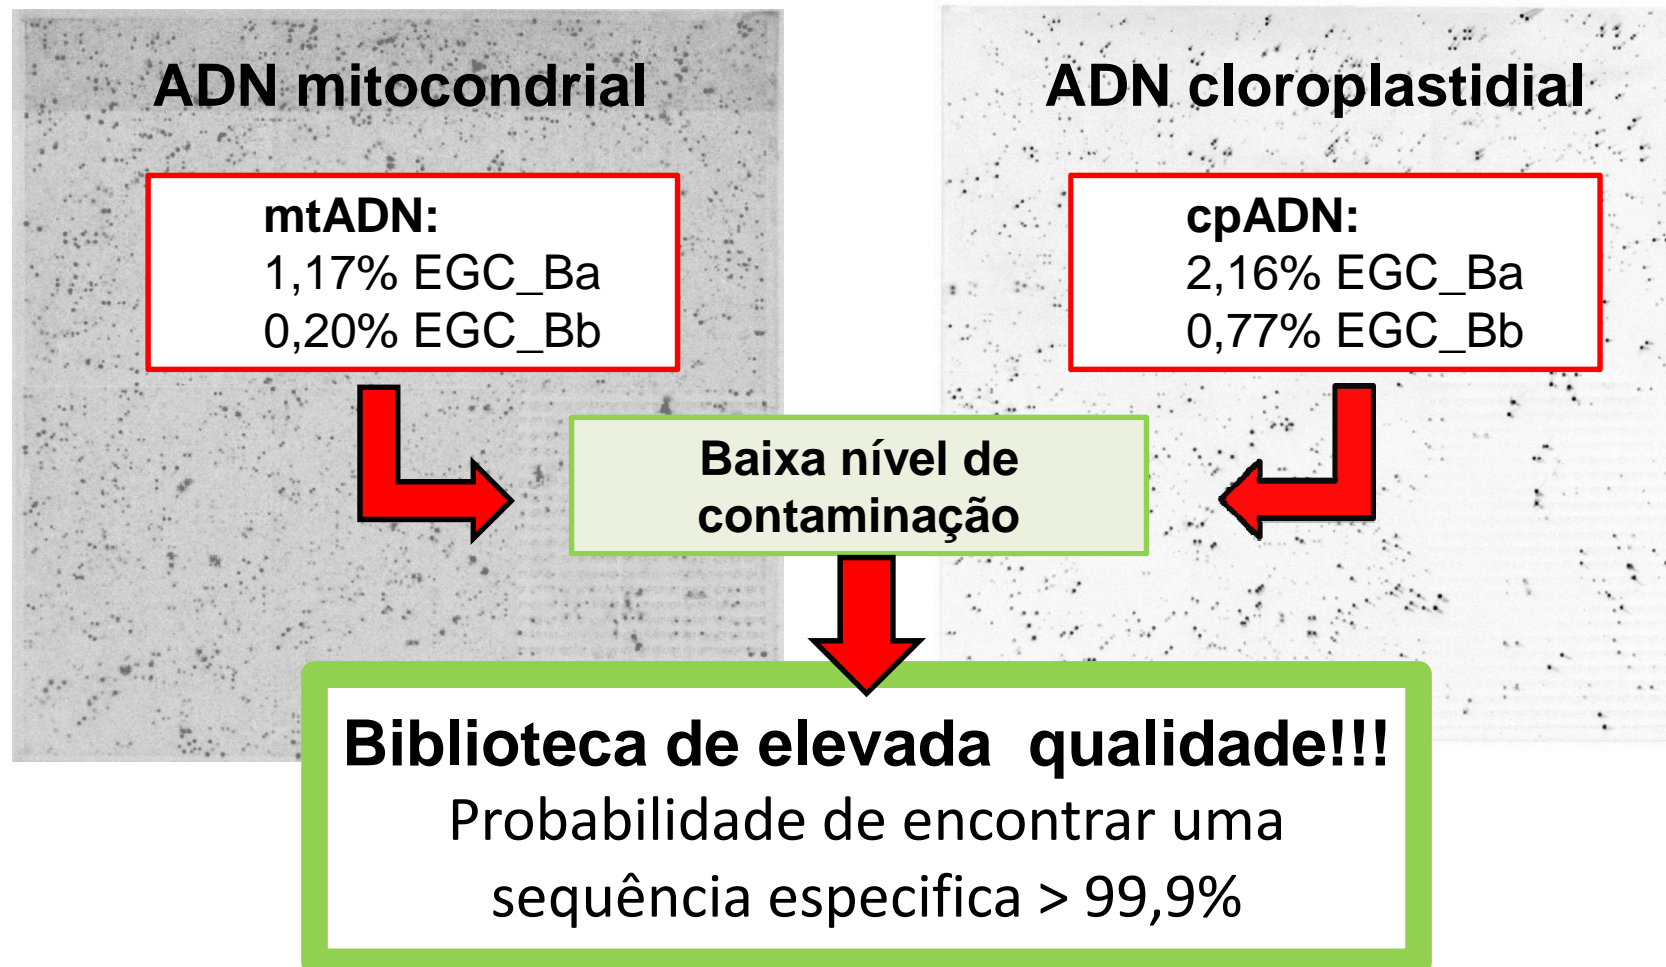 ADN mitocondrial
mtADN:
1,17% EGC_Ba
0,20% EGC_Bb
ADN cloroplastidial
cpADN:
2,16% EGC_Ba
0,77% EGC_Bb
Baixa nível de
contaminação
Biblioteca de elevada  qualidade!!!
Probabilidade de encontrar uma
sequência especifica > 99,9%